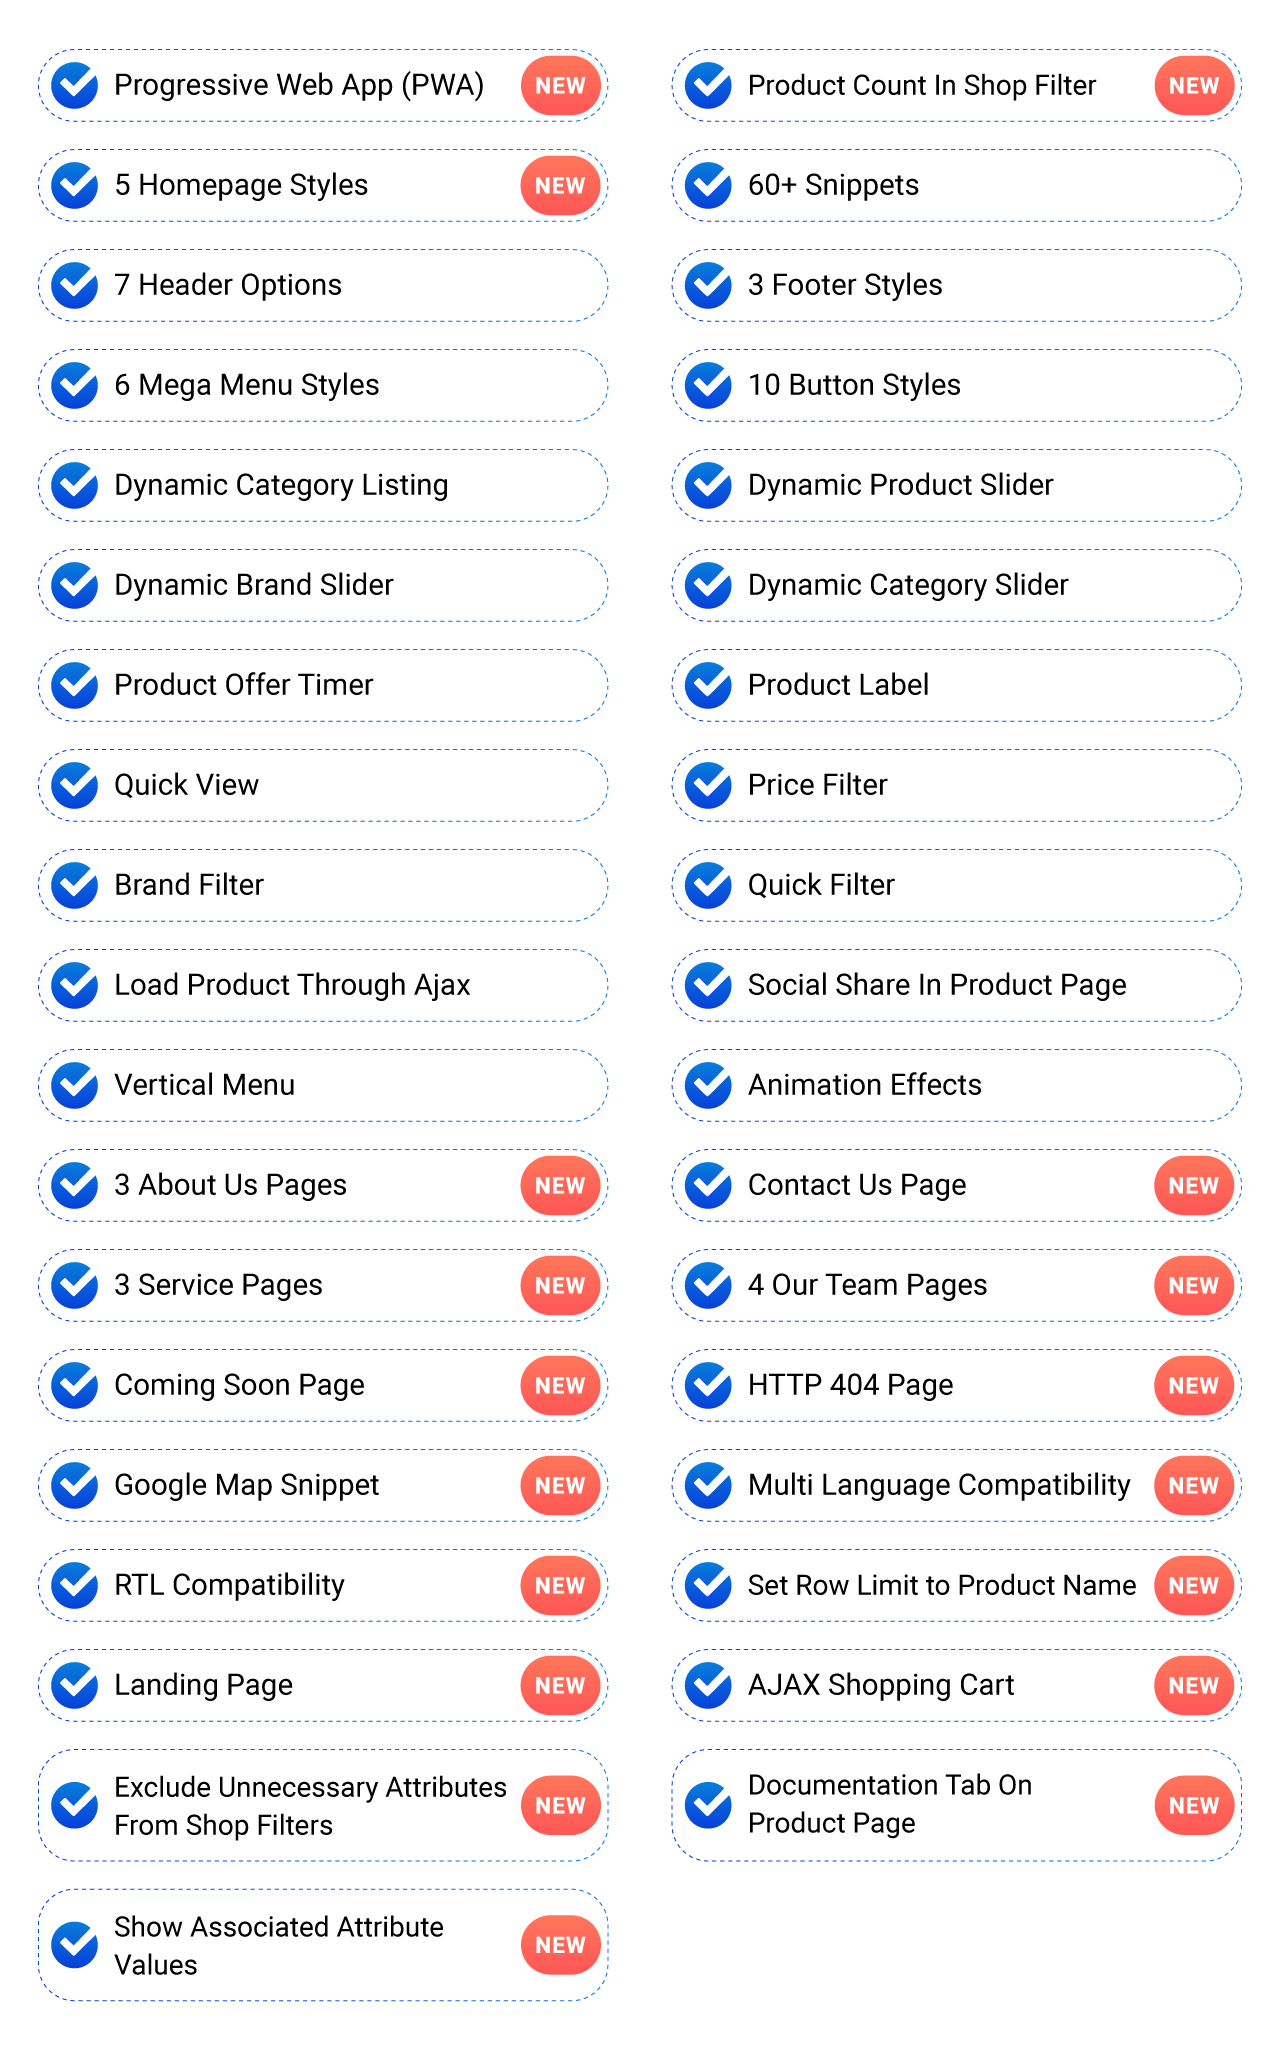 Progressive Web App (PWA) NEW
Product Count In Shop Filter NEW
5 Homepage Styles NEW
60+ Snippets
7 Header Options
3 Footer Styles
6 Mega Menu Styles
10 Button Styles
Dynamic Category Listing
Dynamic Product Slider
Dynamic Brand Slider
Dynamic Category Slider
Product Offer Timer
Product Label
Quick View
Price Filter
Brand Filter
Quick Filter
Load Product Through Ajax
Social Share In Product Page
Vertical Menu
Animation Effects
3 About Us Pages NEW
Contact Us Page NEW
3 Service Pages NEW
4 Our Team Pages NEW
Coming Soon Page NEW
HTTP 404 Page NEW
Google Map Snippet NEW
Multi Language Compatibility NEW
RTL Compatibility NEW
Set Row Limit to Product Name NEW
Landing Page NEW
AJAX Shopping Cart NEW
Exclude Unnecessary Attributes
From Shop Filters
NEW
Documentation Tab On
Product Page
NEW
Show Associated Attribute
Values
NEW